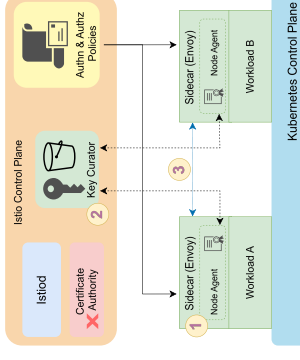 Istio Control Plane
Istiod
Certificate
Authority
Key Curator
Authn & Authz
Policies
2
3
1
Sidecar (Envoy)
Node Agent
Workload A
Sidecar (Envoy)
Node Agent
Workload B
Kubernetes Control Plane